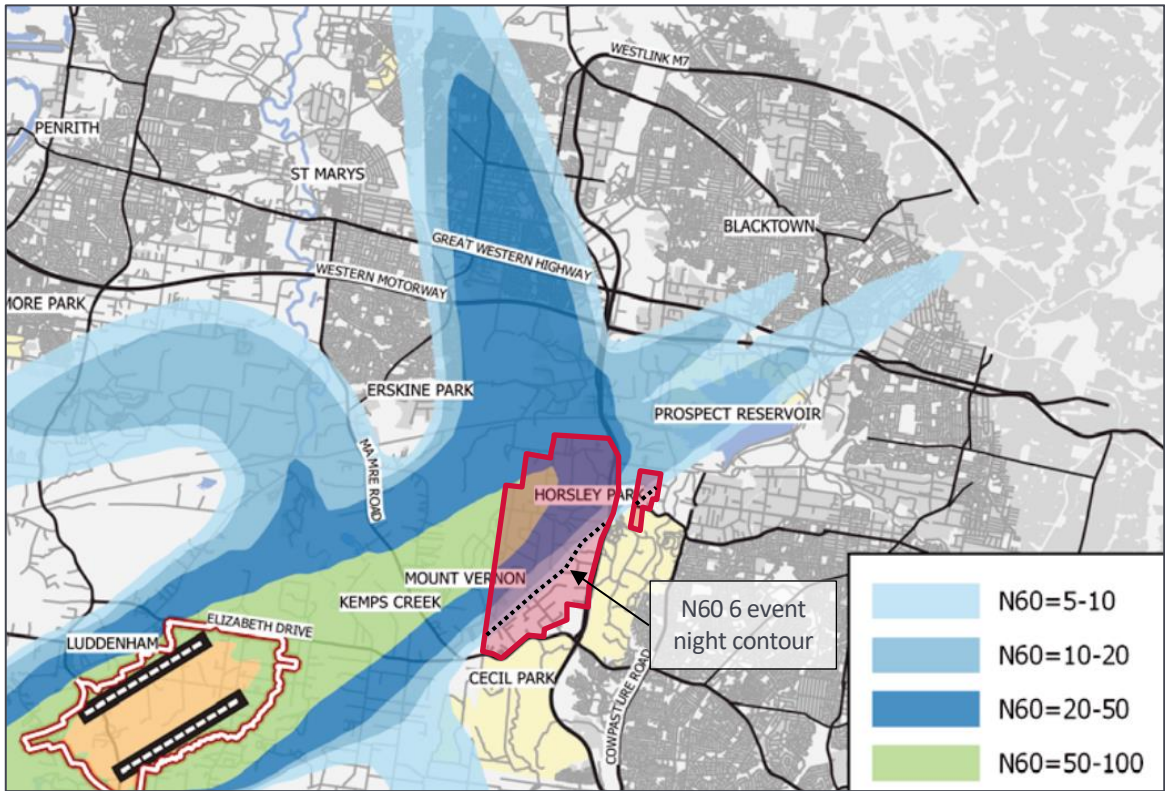 WESTLINK M7
PENRITH
ST MARYS
BLACKTOWN
GREAT WESTERN HIGHWAY
WESTERN MOTORWAY
MORE PARK
ERSKINE PARK
PROSPECT RESERVOIR
MAMRE ROAD
HORSLEY PARK
MOUNT VERNON
KEMPS CREEK
ELIZABETH DRIVE
LUDDENHAM
CECIL PARK
COWPASTURE ROAD
N60 6 event
night contour
N60=5-10
N60=10-20
N60=20-50
N60=50-100